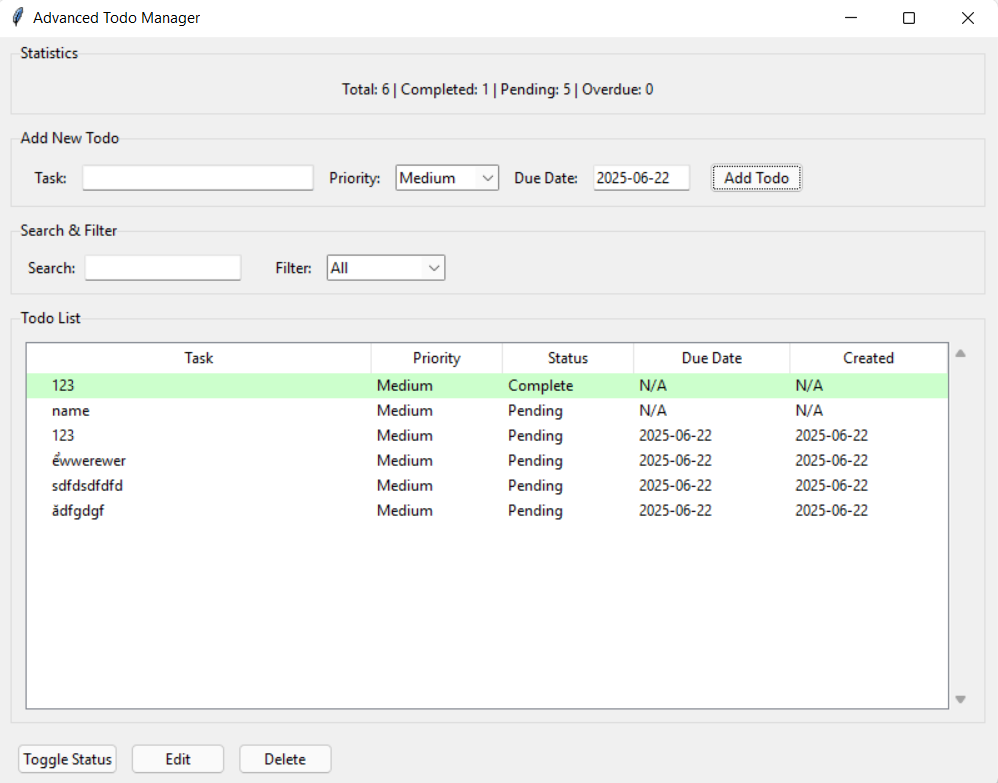 Advanced Todo Manager
Statistics
Total: 6 | Completed: 1 | Pending: 5 | Overdue: 0
Add New Todo
Task: Priority: Medium Due Date: 2025-06-22 Add Todo
Search & Filter
Search: Filter: All
Todo List
Task Priority Status Due Date Created
123 Medium Complete N/A N/A
name Medium Pending N/A N/A
123 Medium Pending 2025-06-22 2025-06-22
ểwwerewer Medium Pending 2025-06-22 2025-06-22
sdfdsdfdfd Medium Pending 2025-06-22 2025-06-22
ădfgdgf Medium Pending 2025-06-22 2025-06-22
Toggle Status Edit Delete